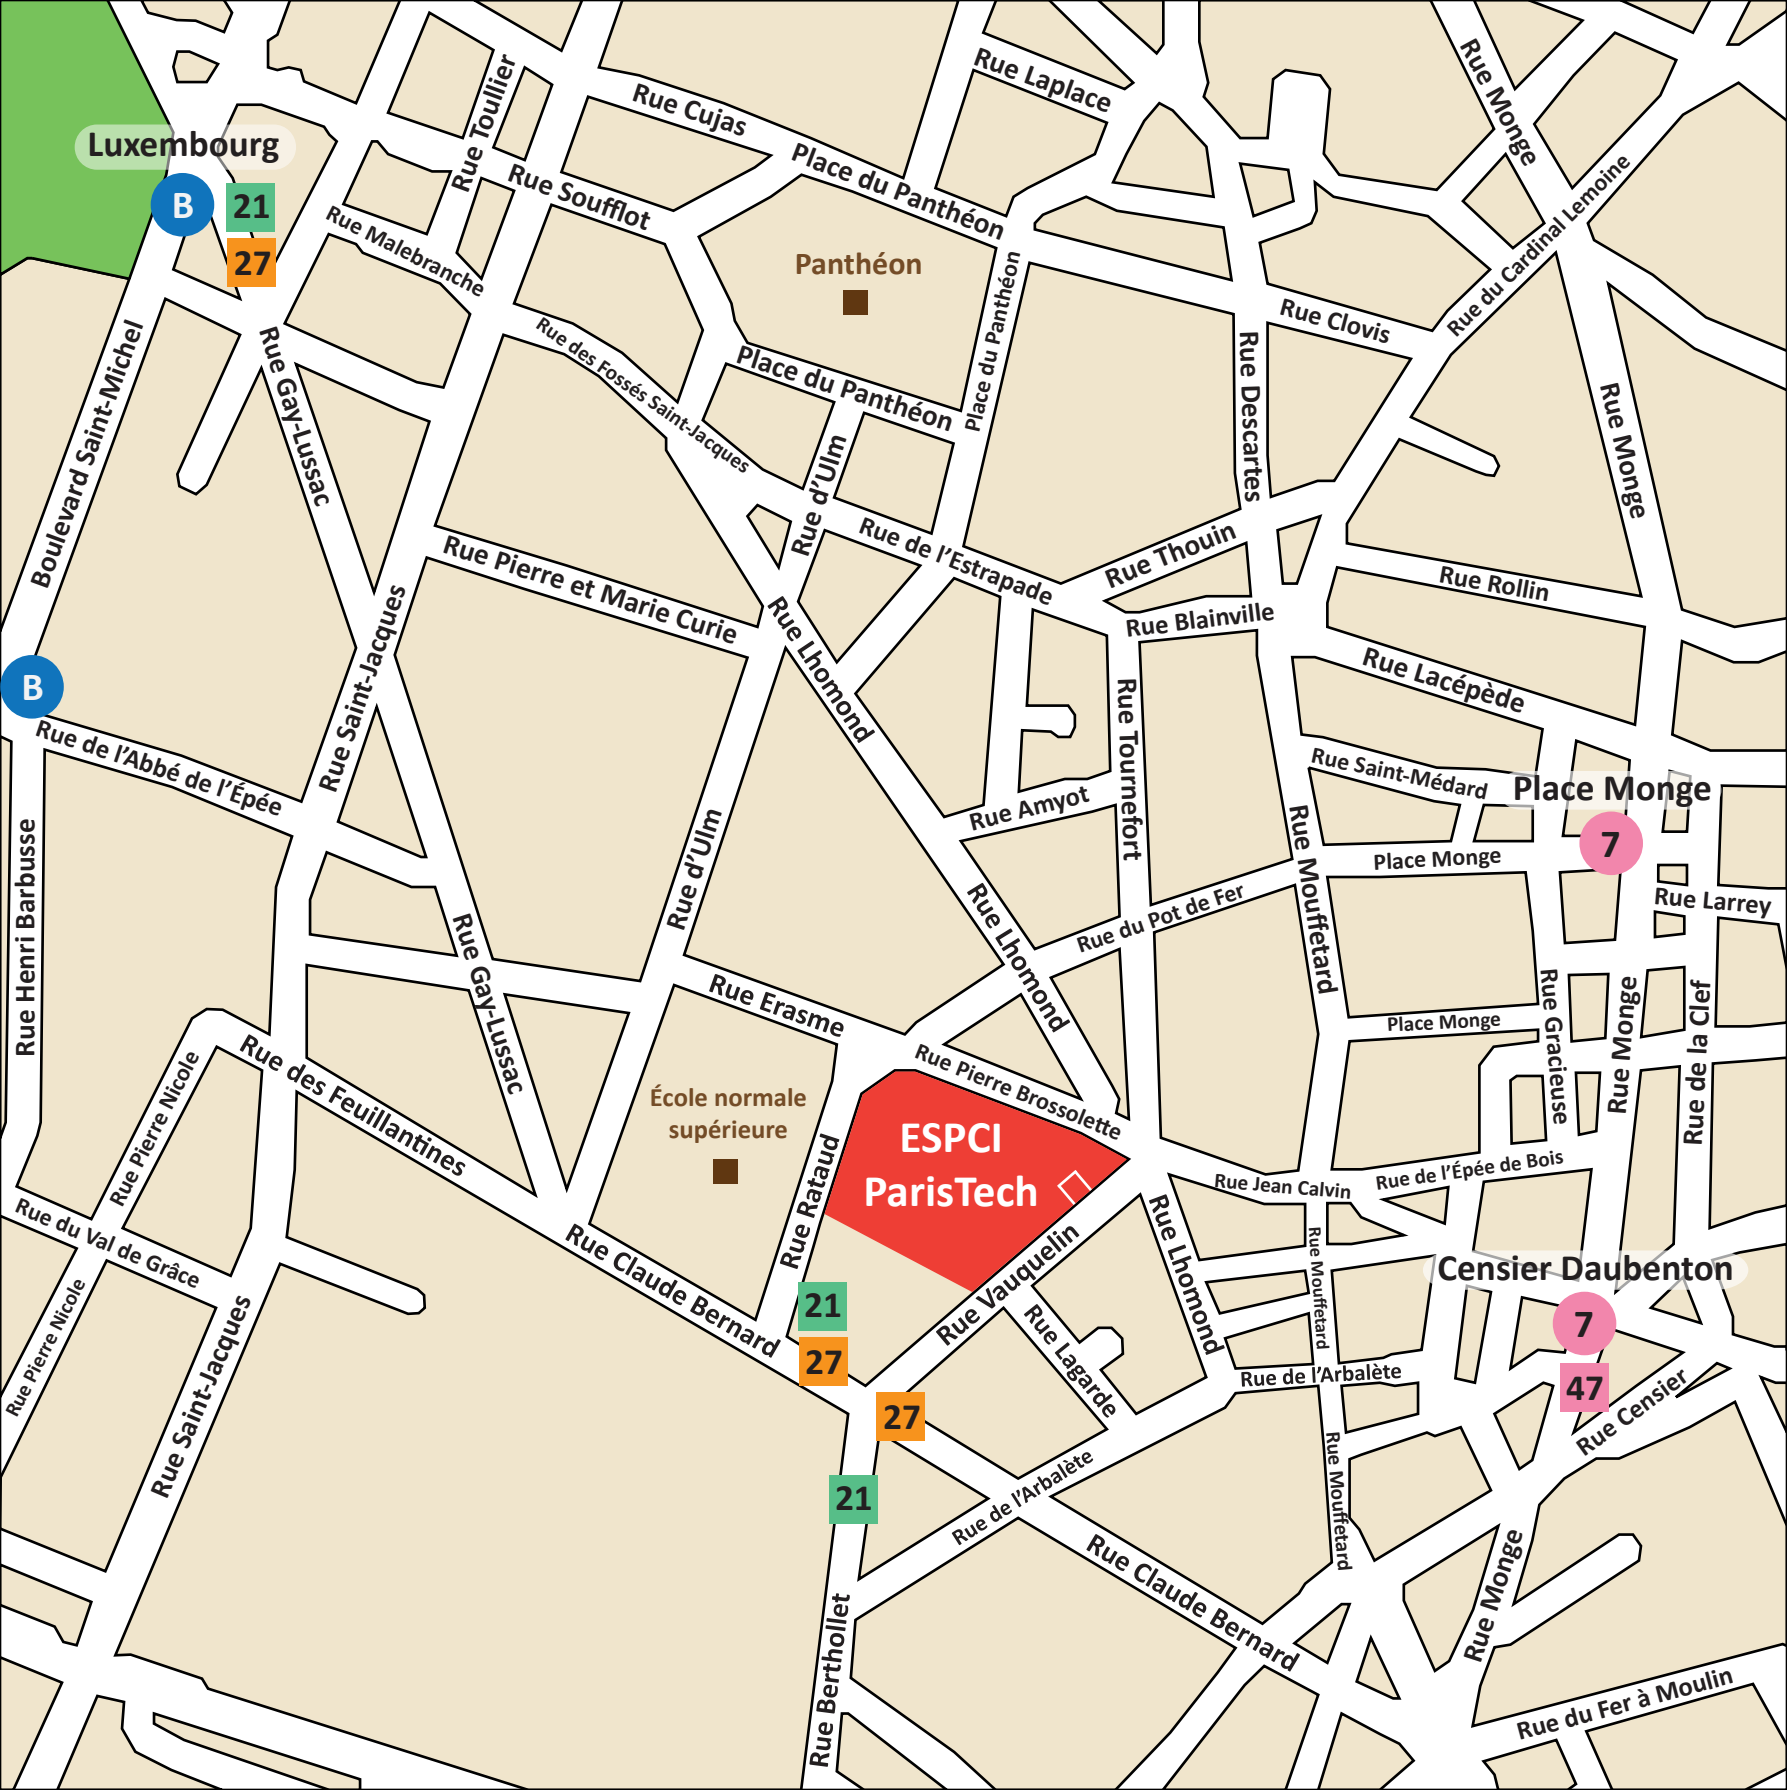 Rue Laplace
Rue Monge
Rue Toullier
Rue Cujas
Luxembourg
Place du Panthéon
B
21
27
Rue Soufflot
Rue Malebranche
Rue du Cardinal Lemoine
Panthéon
Place du Panthéon
Rue Clovis
Rue Gay-Lussac
Rue des Fossés Saint-Jacques
Place du Panthéon
Boulevard Saint-Michel
Rue Descartes
Rue Monge
Rue d'Ulm
Rue de l'Estrapade
Rue Thouin
Rue Pierre et Marie Curie
Rue Rollin
Rue Blainville
Rue Saint-Jacques
Rue Lhomond
B
Rue Lacépède
Rue de l'Abbé de l'Épée
Rue Tournefort
Rue Saint-Médard
Place Monge
7
Rue Amyot
Rue Henri Barbusse
Rue d'Ulm
Rue Mouffetard
Place Monge
Rue du Pot de Fer
Rue Larrey
Rue Gay-Lussac
Rue Lhomond
Rue Erasme
Place Monge
Rue Gracieuse
Rue Monge
Rue de la Clef
Rue Pierre Nicole
Rue des Feuillantines
Rue Pierre Brossolette
École normale
supérieure
ESPCI
ParisTech
Rue Rataud
Rue Jean Calvin
Rue de l'Épée de Bois
Rue du Val de Grâce
Rue Claude Bernard
Rue Vauquelin
Rue Lhomond
Rue Mouffetard
Censier Daubenton
7
47
Rue Pierre Nicole
Rue Saint-Jacques
21
27
Rue Lagarde
Rue de l'Arbalète
Rue Censier
27
21
Rue de l'Arbalète
Rue Mouffetard
Rue Claude Bernard
Rue Monge
Rue Berthollet
Rue du Fer à Moulin